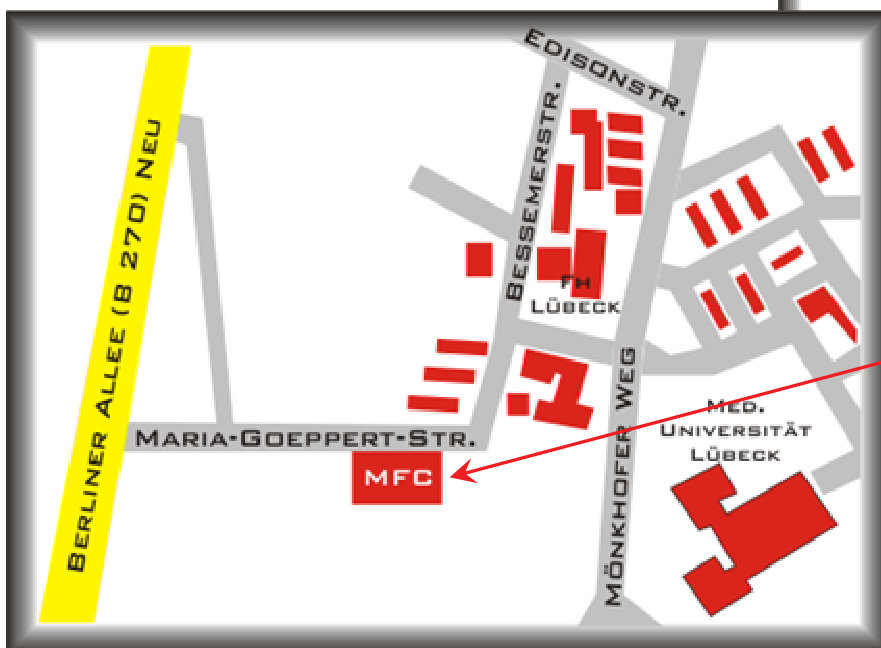 EDISONSTR.
BESSEMERSTR.
BERLINER ALLEE (B 270) NEU
FH
LÜBECK
MÖNKHOFER WEG
MED.
UNIVERSITÄT
LÜBECK
MARIA-GOEPPERT-STR.
MFC